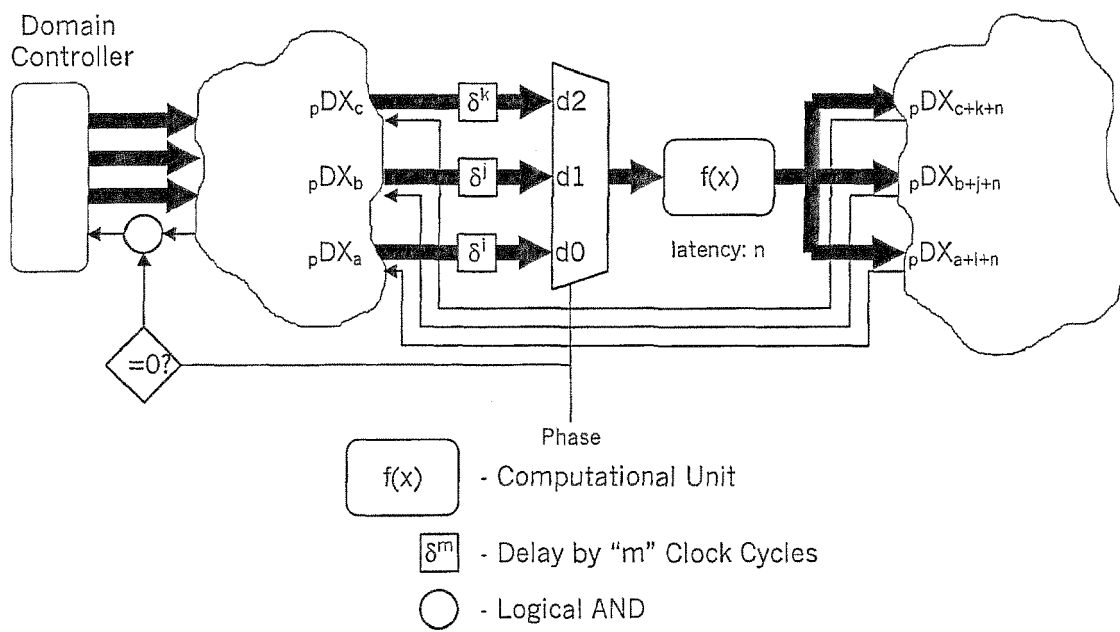 Domain
Controller
pDXc
δk
d2
pDXc+k+n
pDXb
δj
d1
f(x)
pDXb+j+n
latency: n
pDXa
δi
d0
pDXa+i+n
=0?
Phase
f(x) - Computational Unit
δm - Delay by "m" Clock Cycles
- Logical AND